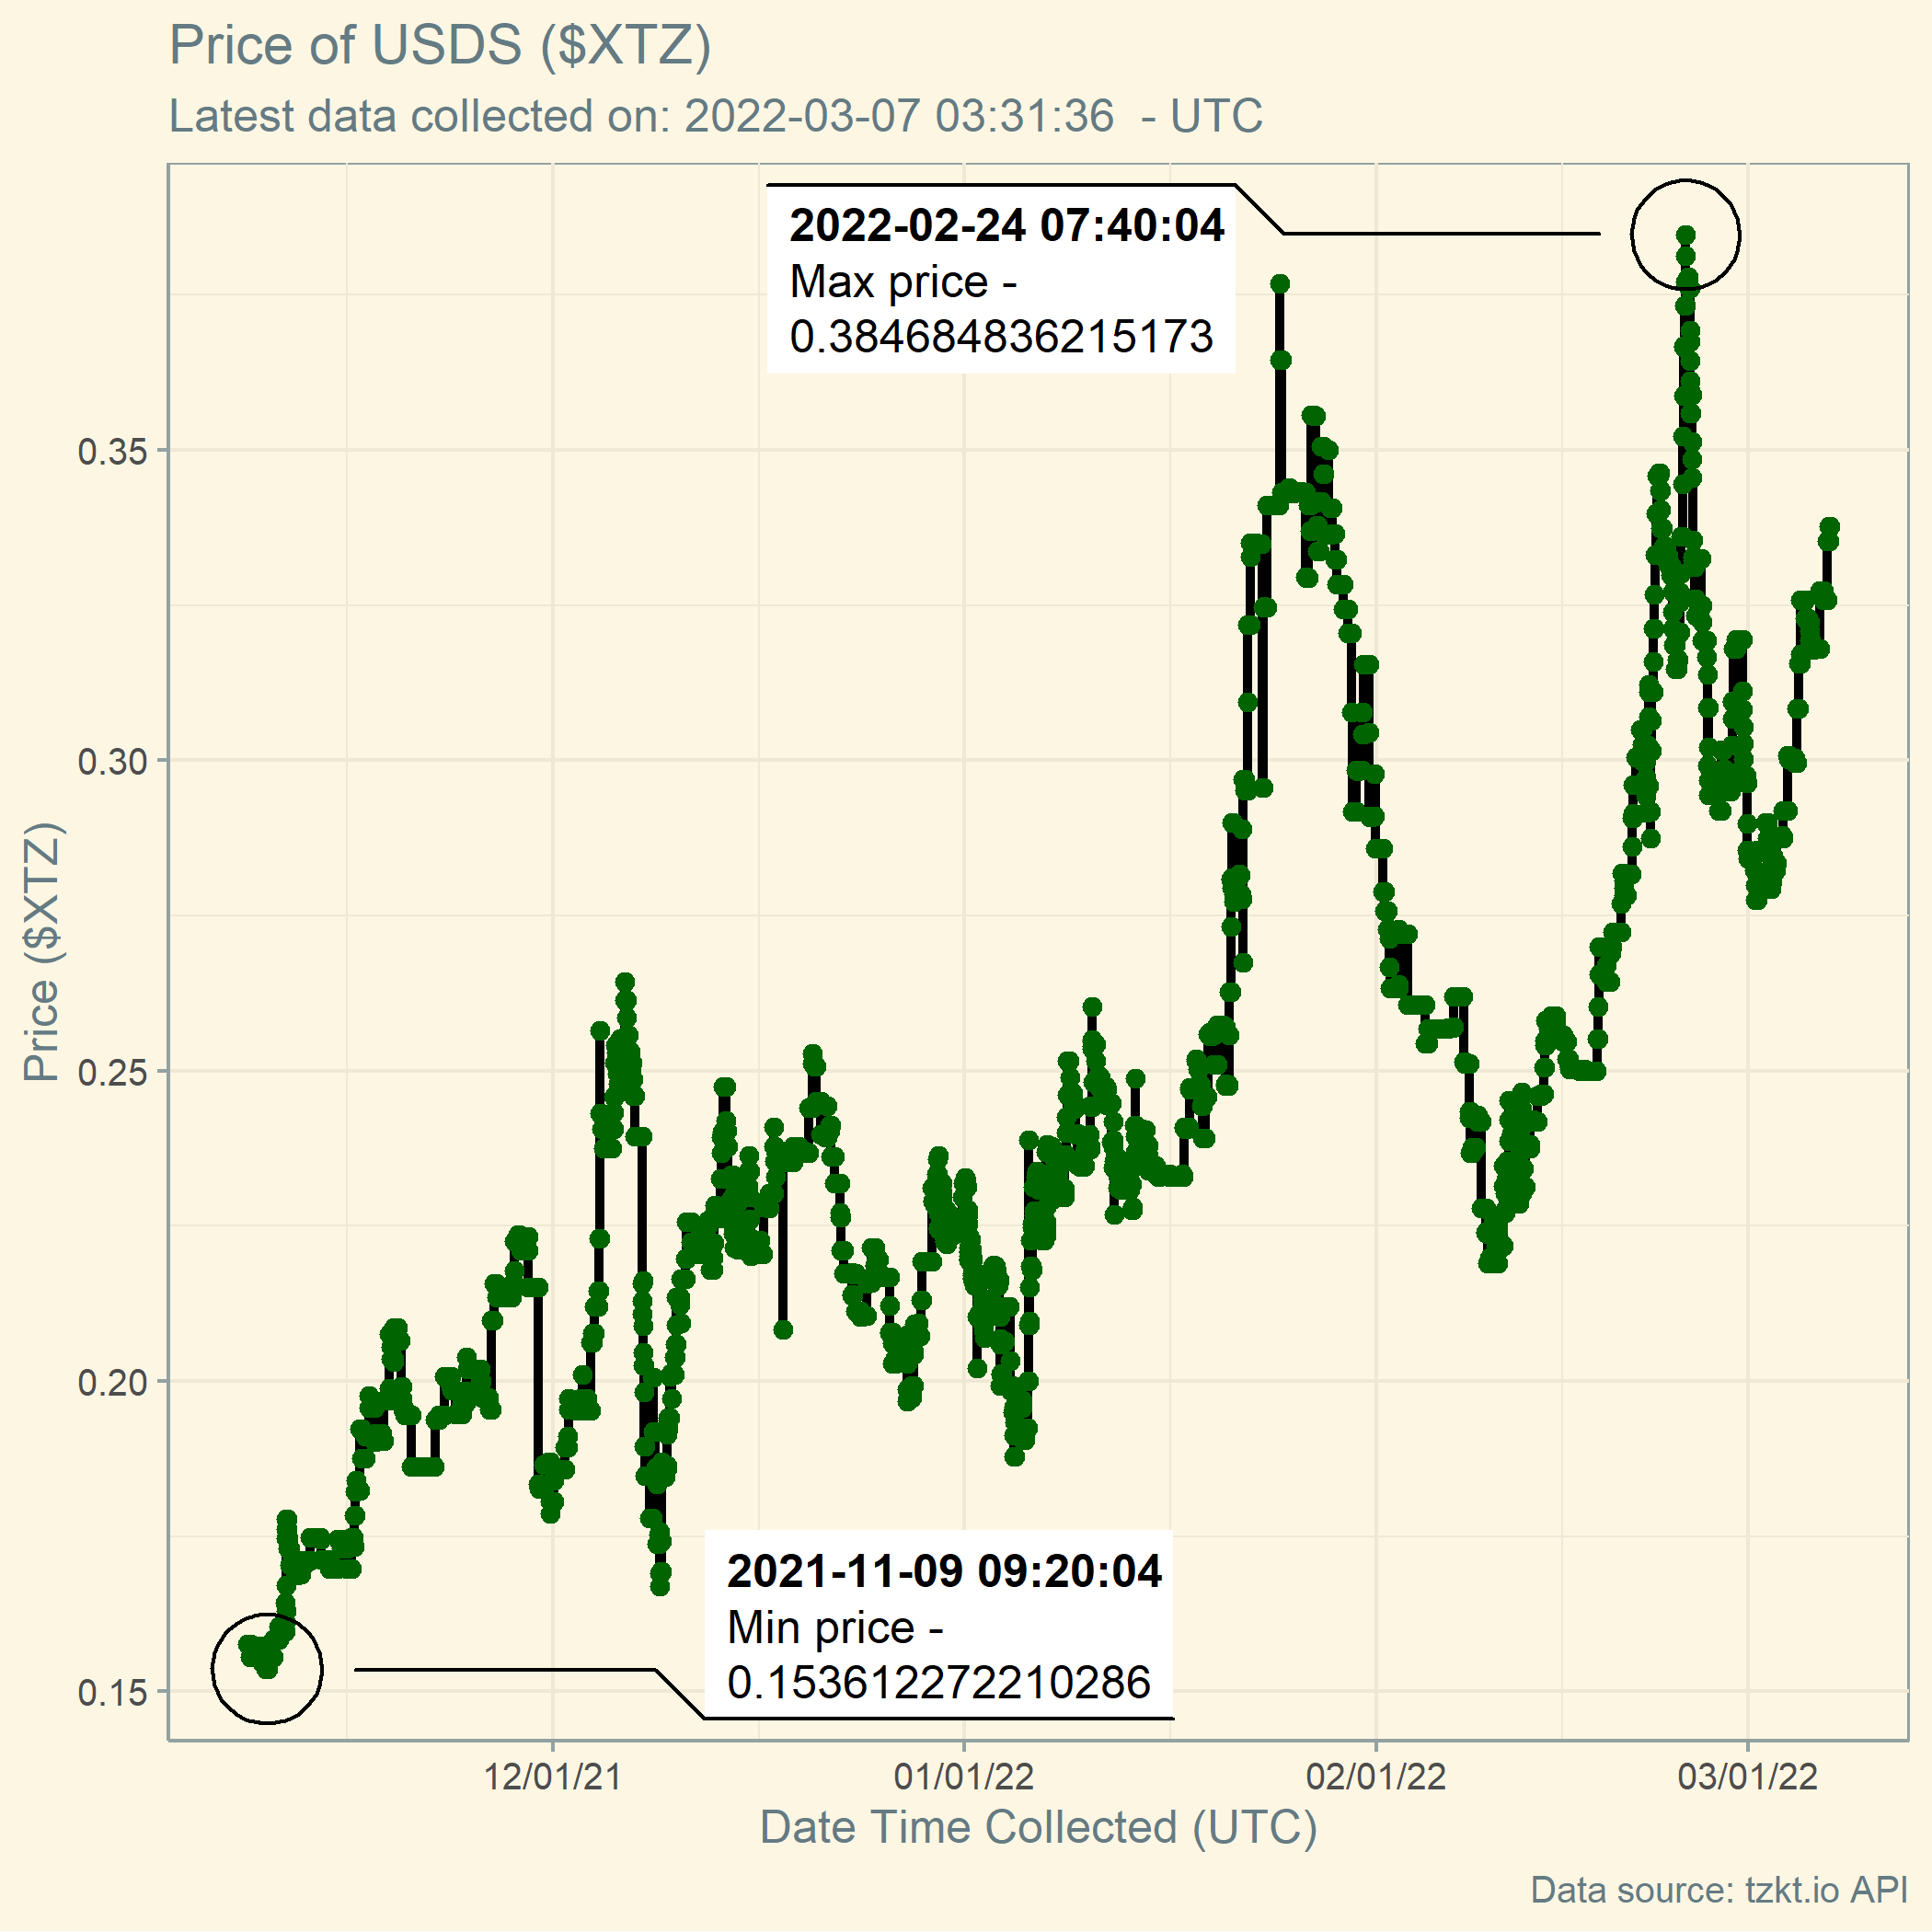 Price of USDS ($XTZ)
Latest data collected on: 2022-03-07 03:31:36  - UTC
2022-02-24 07:40:04
Max price -
0.384684836215173
0.35
0.30
0.25
0.20
0.15
Price ($XTZ)
2021-11-09 09:20:04
Min price -
0.153612272210286
12/01/21
01/01/22
02/01/22
03/01/22
Date Time Collected (UTC)
Data source: tzkt.io API